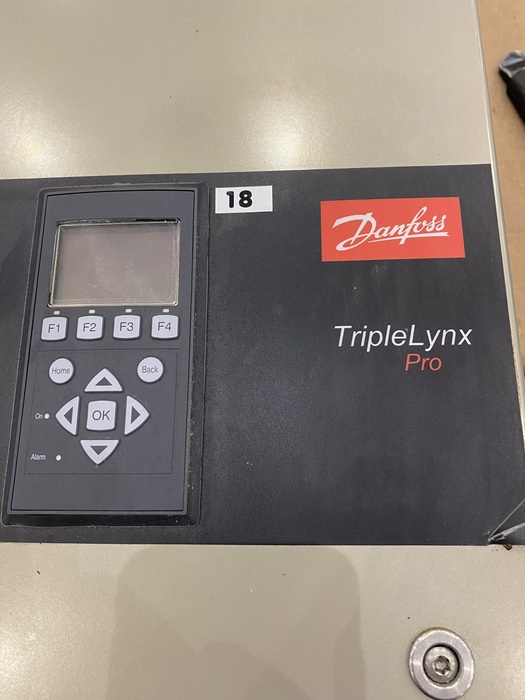 18
Danfoss
TripleLynx
Pro
F1 F2 F3 F4
Home Back
On OK
Alarm